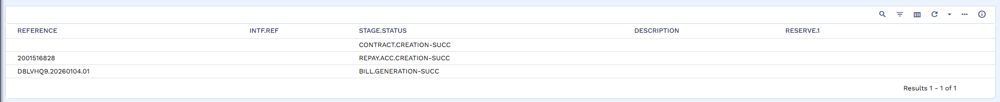 REFERENCE INTF.REF STAGE.STATUS DESCRIPTION RESERVE.1
CONTRACT.CREATION-SUCC
2001516828 REPAY.ACC.CREATION-SUCC
D8LVHQ9.20260104.01 BILL.GENERATION-SUCC
Results 1 - 1 of 1